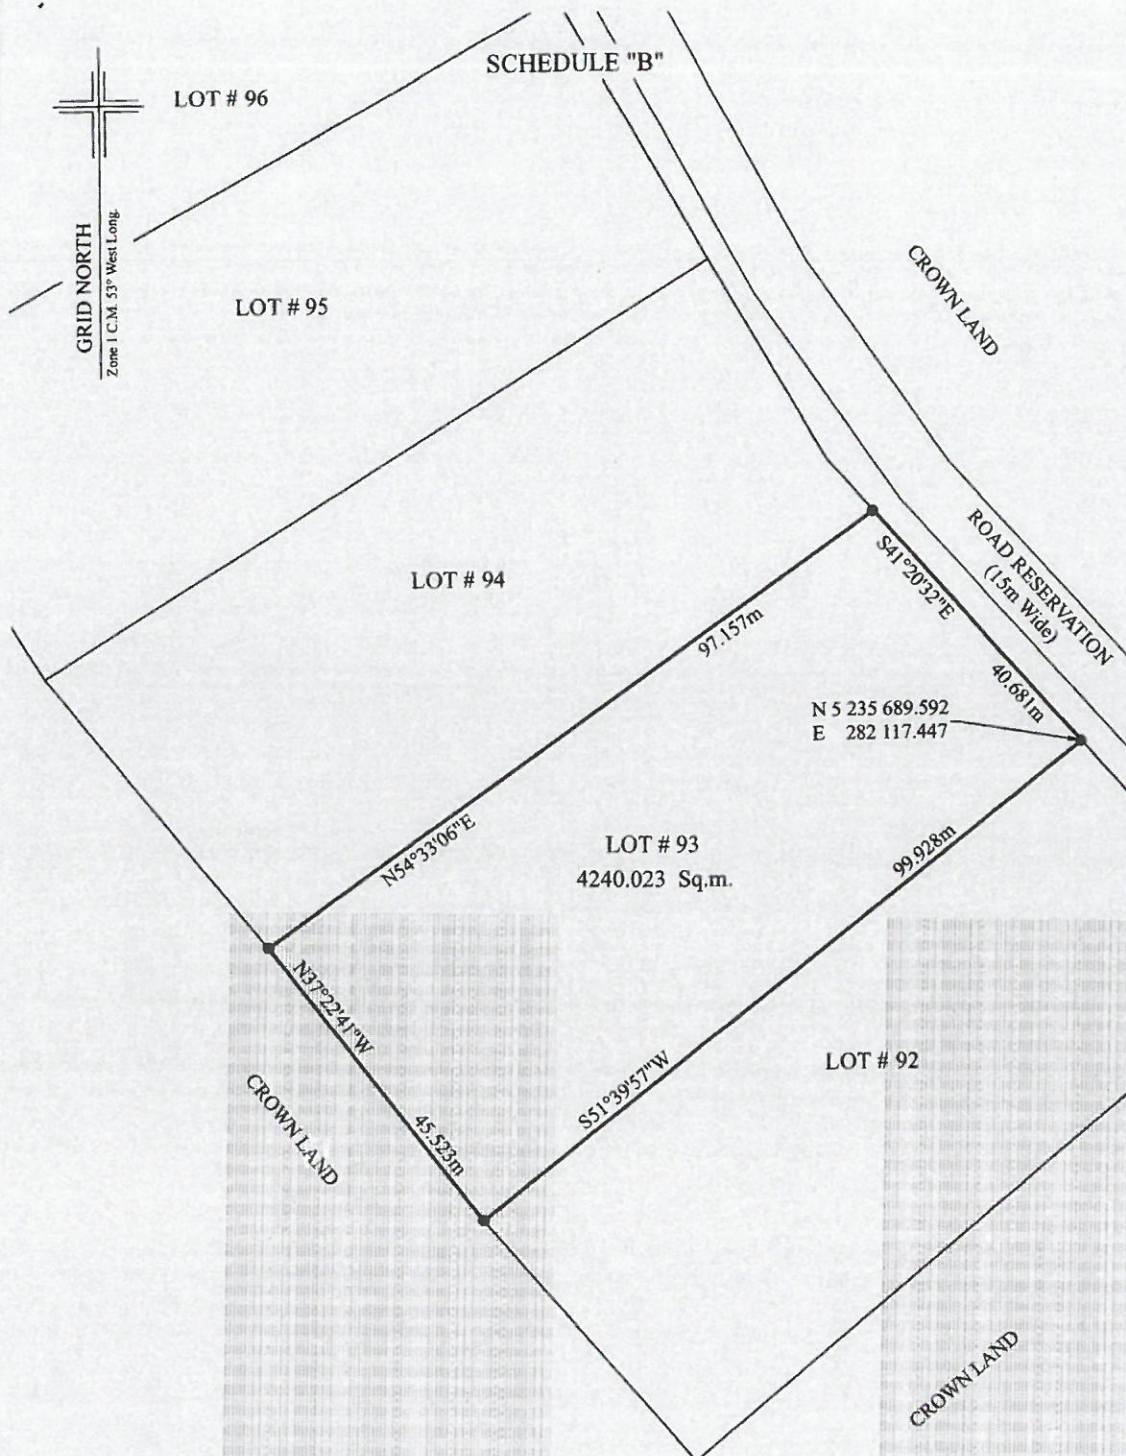 SCHEDULE "B"
LOT # 96
GRID NORTH
Zone 1 C.M. 53° West Long.
LOT # 95
CROWN LAND
LOT # 94
ROAD RESERVATION
(15m Wide)
S41°20'32"E
40.681m
97.157m
N54°33'06"E
N 5 235 689.592
E 282 117.447
LOT # 93
4240.023 Sq.m.
99.928m
S51°39'57"W
N37°22'41"W
45.523m
CROWN LAND
LOT # 92
CROWN LAND